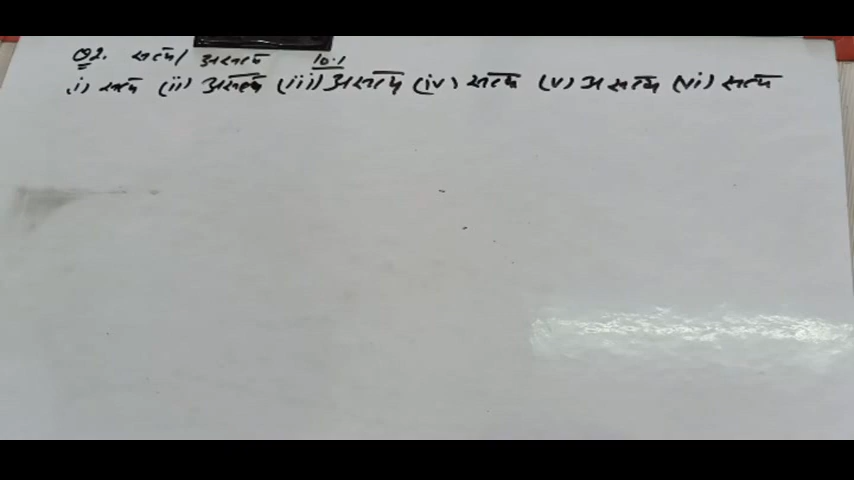 Q2. सत्य/ असत्य 10.1
(i) सत्य (ii) असत्य (iii) असत्य (iv) सत्य (v) असत्य (vi) सत्य